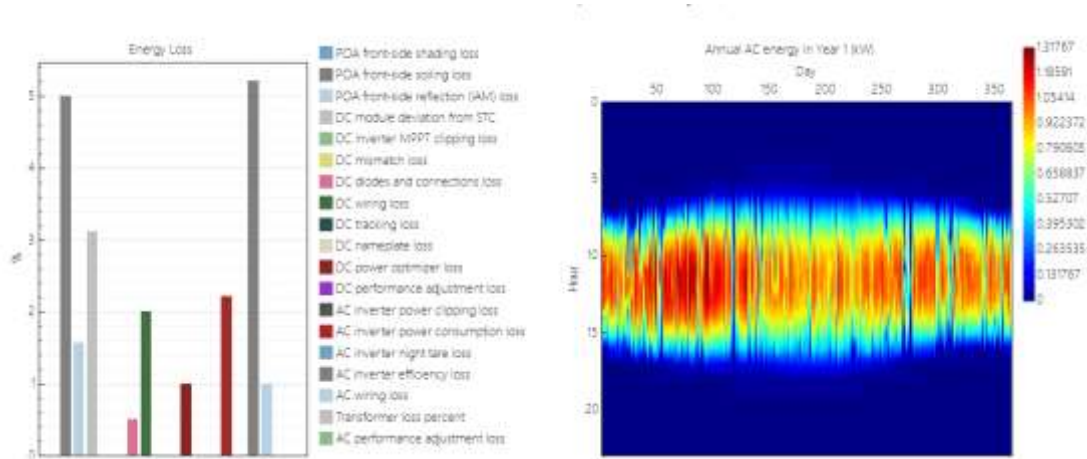 Energy Loss
%
5
4
3
2
1
0
POA front-side shading loss
POA front-side soiling loss
POA front-side reflection (IAM) loss
DC module deviation from STC
DC inverter MPPT clipping loss
DC mismatch loss
DC diodes and connections loss
DC wiring loss
DC tracking loss
DC nameplate loss
DC power optimizer loss
DC performance adjustment loss
AC inverter power clipping loss
AC inverter power consumption loss
AC inverter night tare loss
AC inverter efficiency loss
AC wiring loss
Transformer loss percent
AC performance adjustment loss
Annual AC energy in Year 1 (kW)
Day
50 100 150 200 250 300 350
Hour
0
5
10
15
20
1.31767
1.18591
1.05414
0.922372
0.790605
0.658837
0.52707
0.395302
0.263535
0.131767
0